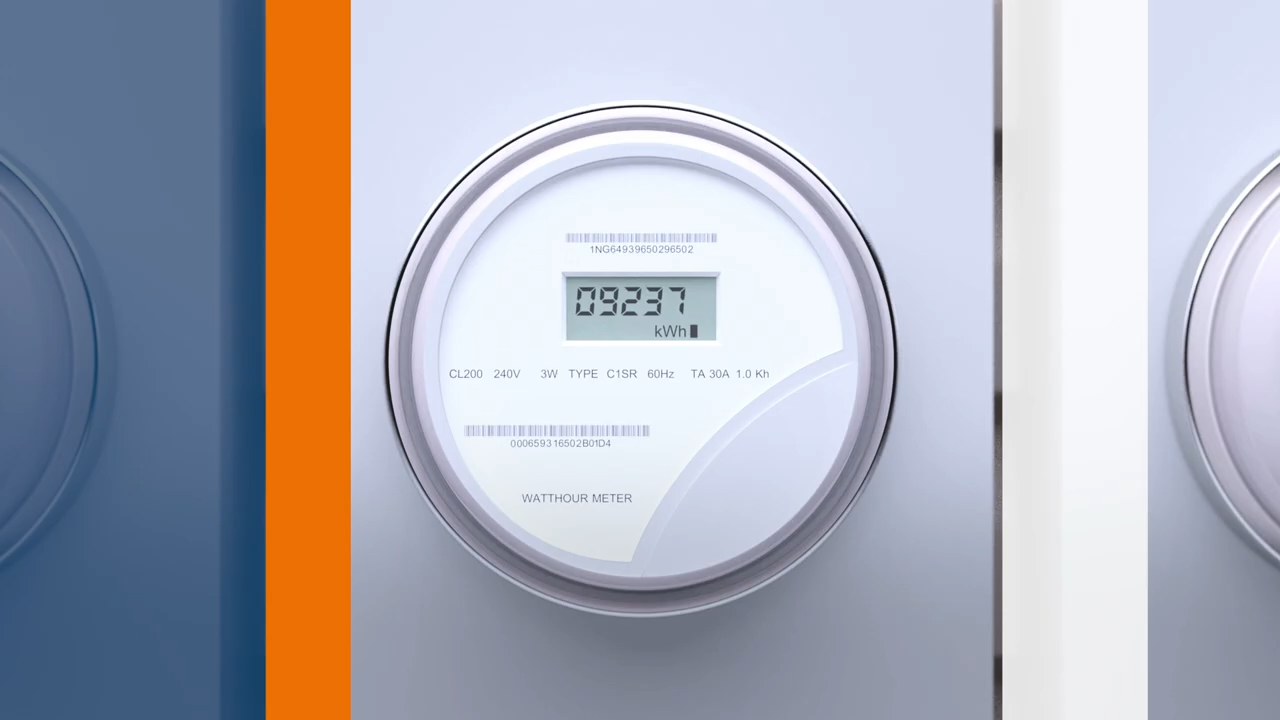 1NG64939650296502
09237
kWh
CL200 240V 3W TYPE C1SR 60Hz TA 30A 1.0 Kh
000659316502B01D4
WATTHOUR METER